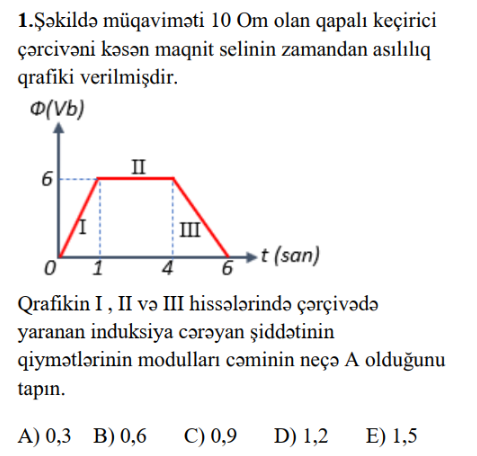 1.Şəkildə müqaviməti 10 Om olan qapalı keçirici
çərcivəni kəsən maqnit selinin zamandan asılılıq
qrafiki verilmişdir.
Φ(Vb)
II
6
I
III
0 1 4 6 t (san)
Qrafikin I , II və III hissələrində çərçivədə
yaranan induksiya cərəyan şiddətinin
qiymətlərinin modulları cəminin neçə A olduğunu
tapın.
A) 0,3 B) 0,6 C) 0,9 D) 1,2 E) 1,5